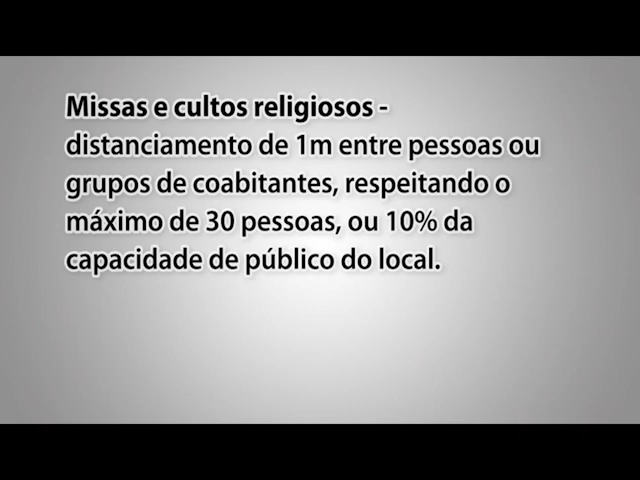 Missas e cultos religiosos -
distanciamento de 1m entre pessoas ou
grupos de coabitantes, respeitando o
máximo de 30 pessoas, ou 10% da
capacidade de público do local.